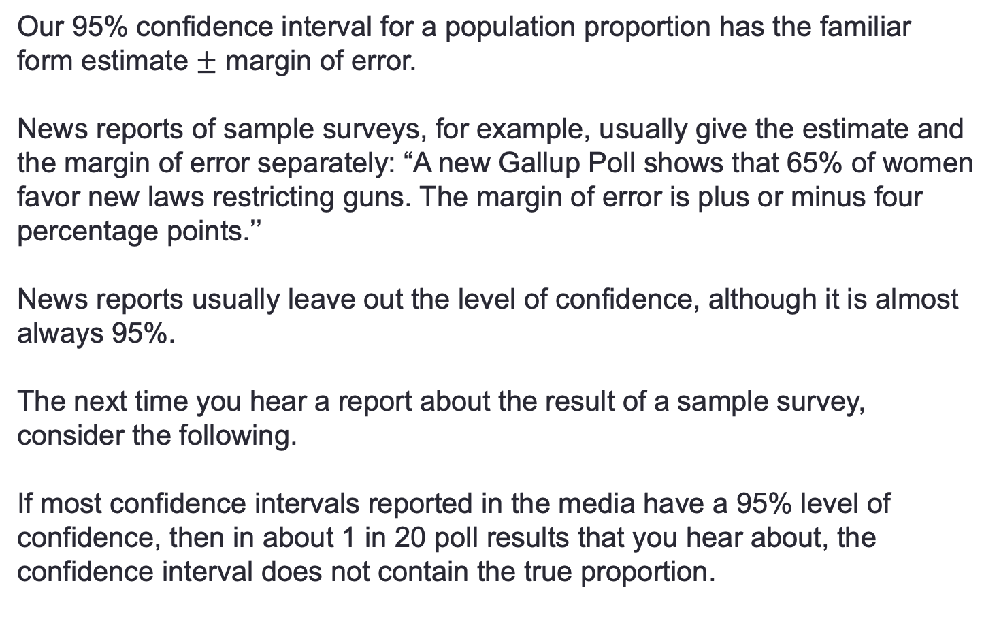 Our 95% confidence interval for a population proportion has the familiar
form estimate ± margin of error.
News reports of sample surveys, for example, usually give the estimate and
the margin of error separately: “A new Gallup Poll shows that 65% of women
favor new laws restricting guns. The margin of error is plus or minus four
percentage points.’’
News reports usually leave out the level of confidence, although it is almost
always 95%.
The next time you hear a report about the result of a sample survey,
consider the following.
If most confidence intervals reported in the media have a 95% level of
confidence, then in about 1 in 20 poll results that you hear about, the
confidence interval does not contain the true proportion.